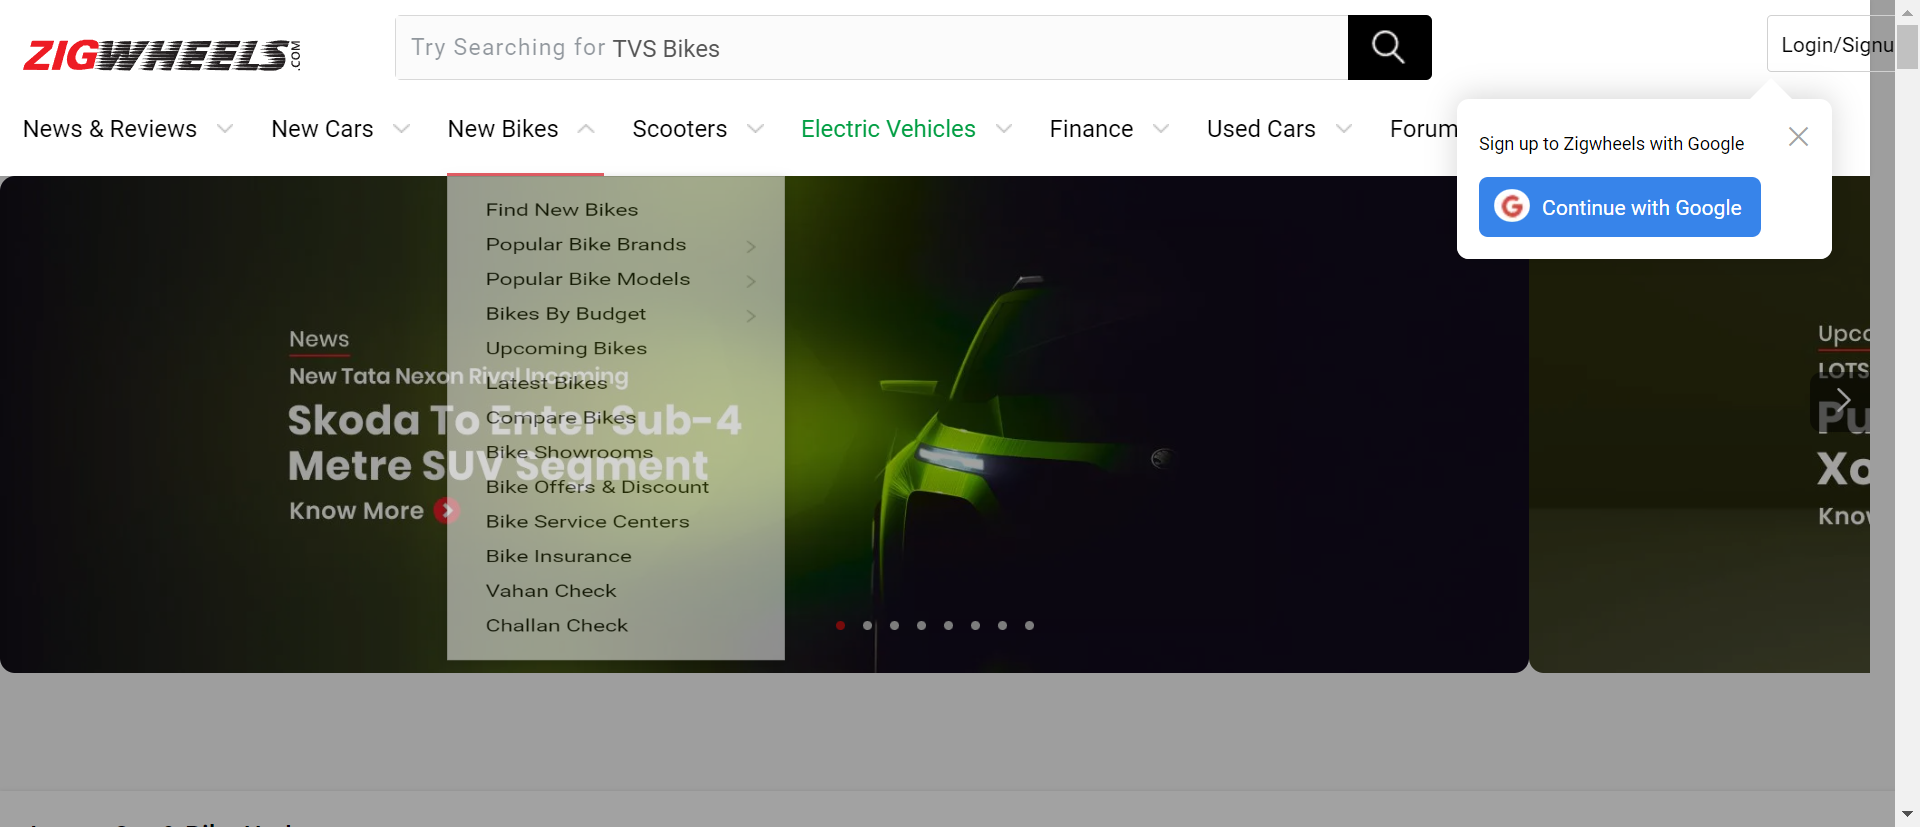 ZIGWHEELS.COM
Try Searching for TVS Bikes
Login/Signu
News & Reviews
New Cars
New Bikes
Scooters
Electric Vehicles
Finance
Used Cars
Forum
Sign up to Zigwheels with Google
Continue with Google
Find New Bikes
Popular Bike Brands
Popular Bike Models
Bikes By Budget
Upcoming Bikes
Latest Bikes
Compare Bikes
Bike Showrooms
Bike Offers & Discount
Bike Service Centers
Bike Insurance
Vahan Check
Challan Check
News
New Tata Nexon Rival Incoming
Skoda To Enter Sub-4
Metre SUV Segment
Know More
Upco
LOTS
Pu
Xo
Know